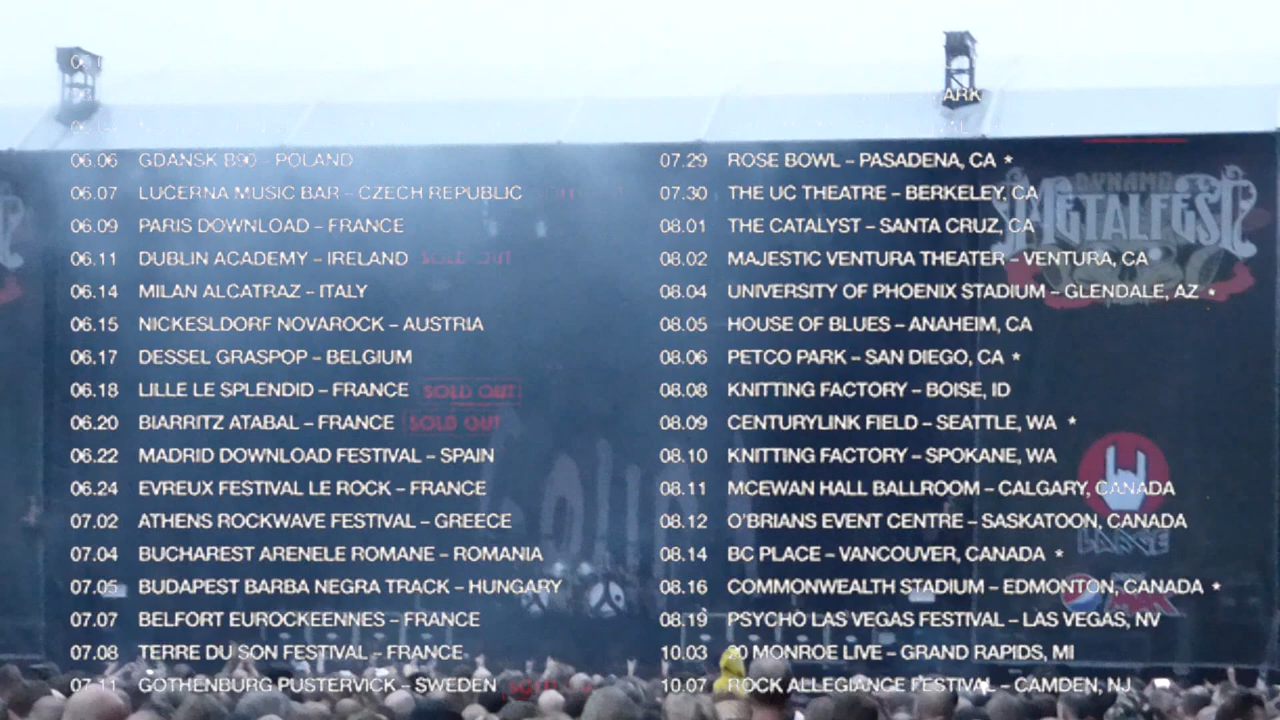 ARK
06.06 GDANSK B90 – POLAND
06.07 LUCERNA MUSIC BAR – CZECH REPUBLIC
06.09 PARIS DOWNLOAD – FRANCE
06.11 DUBLIN ACADEMY – IRELAND SOLD OUT
06.14 MILAN ALCATRAZ – ITALY
06.15 NICKESLDORF NOVAROCK – AUSTRIA
06.17 DESSEL GRASPOP – BELGIUM
06.18 LILLE LE SPLENDID – FRANCE SOLD OUT
06.20 BIARRITZ ATABAL – FRANCE SOLD OUT
06.22 MADRID DOWNLOAD FESTIVAL – SPAIN
06.24 EVREUX FESTIVAL LE ROCK – FRANCE
07.02 ATHENS ROCKWAVE FESTIVAL – GREECE
07.04 BUCHAREST ARENELE ROMANE – ROMANIA
07.05 BUDAPEST BARBA NEGRA TRACK – HUNGARY
07.07 BELFORT EUROCKEENNES – FRANCE
07.08 TERRE DU SON FESTIVAL – FRANCE
07.11 GOTHENBURG PUSTERVICK – SWEDEN
07.29 ROSE BOWL – PASADENA, CA *
07.30 THE UC THEATRE – BERKELEY, CA
08.01 THE CATALYST – SANTA CRUZ, CA
08.02 MAJESTIC VENTURA THEATER – VENTURA, CA
08.04 UNIVERSITY OF PHOENIX STADIUM – GLENDALE, AZ *
08.05 HOUSE OF BLUES – ANAHEIM, CA
08.06 PETCO PARK – SAN DIEGO, CA *
08.08 KNITTING FACTORY – BOISE, ID
08.09 CENTURYLINK FIELD – SEATTLE, WA *
08.10 KNITTING FACTORY – SPOKANE, WA
08.11 MCEWAN HALL BALLROOM – CALGARY, CANADA
08.12 O'BRIANS EVENT CENTRE – SASKATOON, CANADA
08.14 BC PLACE – VANCOUVER, CANADA *
08.16 COMMONWEALTH STADIUM – EDMONTON, CANADA *
08.19 PSYCHO LAS VEGAS FESTIVAL – LAS VEGAS, NV
10.03 20 MONROE LIVE – GRAND RAPIDS, MI
10.07 ROCK ALLEGIANCE FESTIVAL – CAMDEN, NJ
DYNAMO
METALFEST